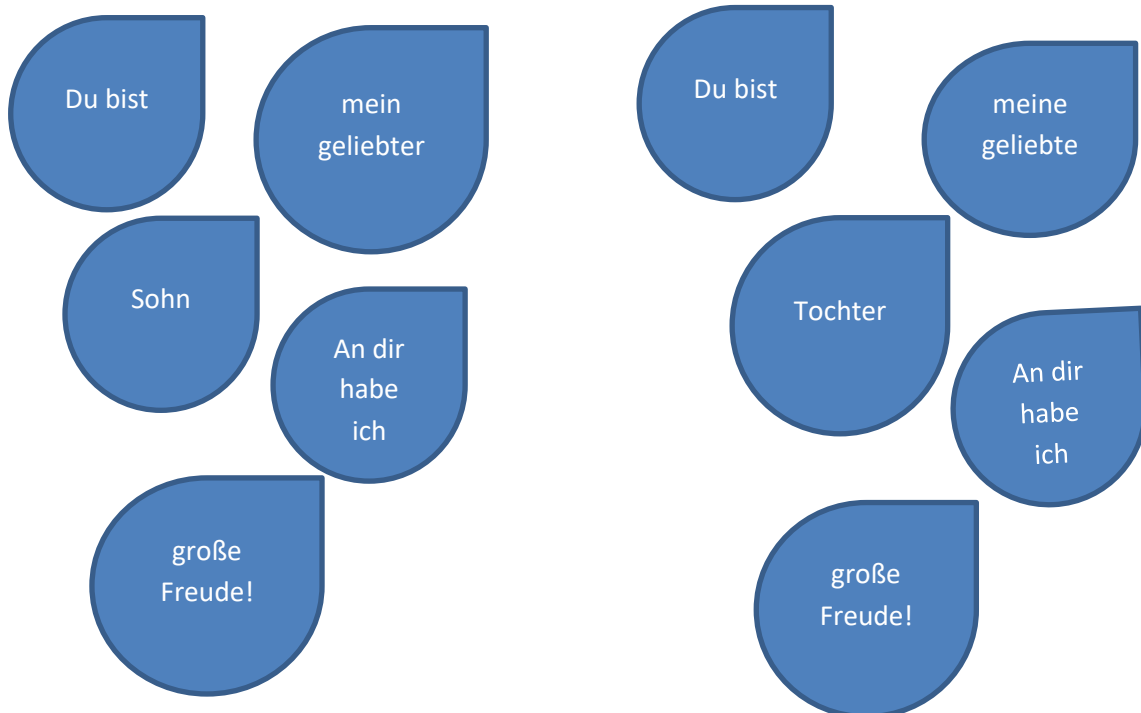 Du bist
mein
geliebter
Sohn
An dir
habe
ich
große
Freude!
Du bist
meine
geliebte
Tochter
An dir
habe
ich
große
Freude!